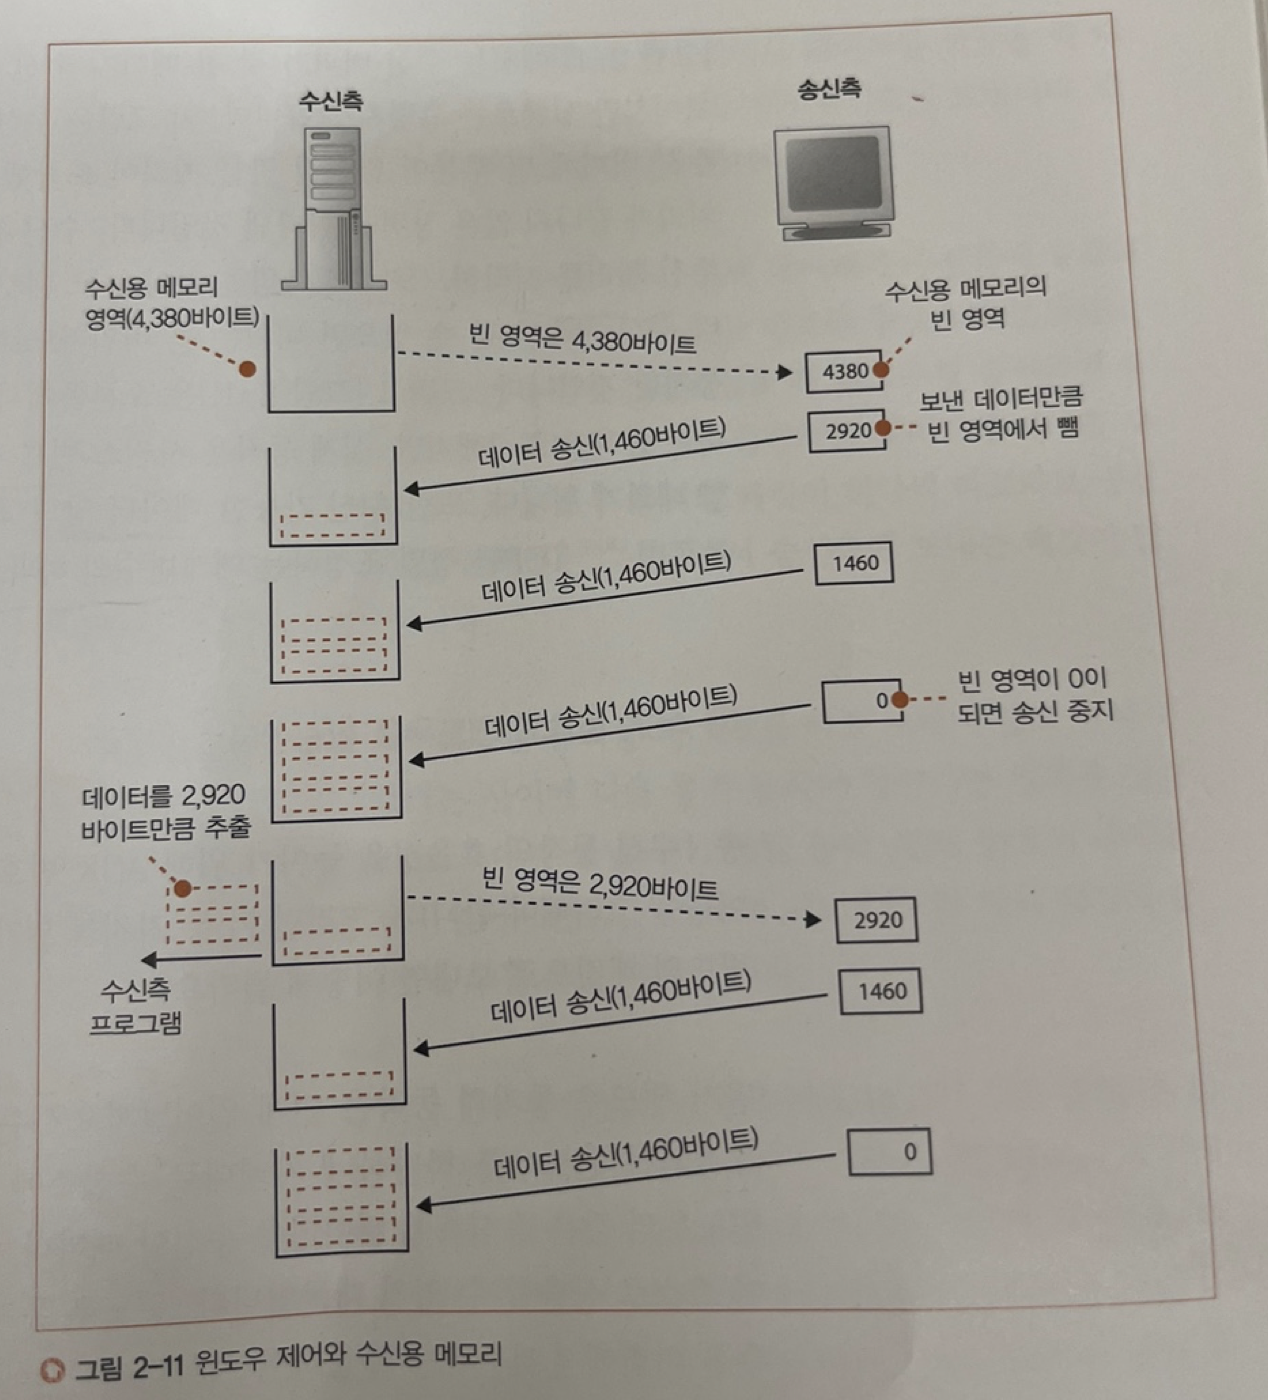 수신측
송신측
수신용 메모리
영역(4,380바이트)
빈 영역은 4,380바이트
수신용 메모리의
빈 영역
4380
데이터 송신(1,460바이트)
2920
보낸 데이터만큼
빈 영역에서 뺌
데이터 송신(1,460바이트)
1460
데이터 송신(1,460바이트)
0
빈 영역이 0이
되면 송신 중지
데이터를 2,920
바이트만큼 추출
빈 영역은 2,920바이트
2920
수신측
프로그램
데이터 송신(1,460바이트)
1460
데이터 송신(1,460바이트)
0
그림 2-11 윈도우 제어와 수신용 메모리